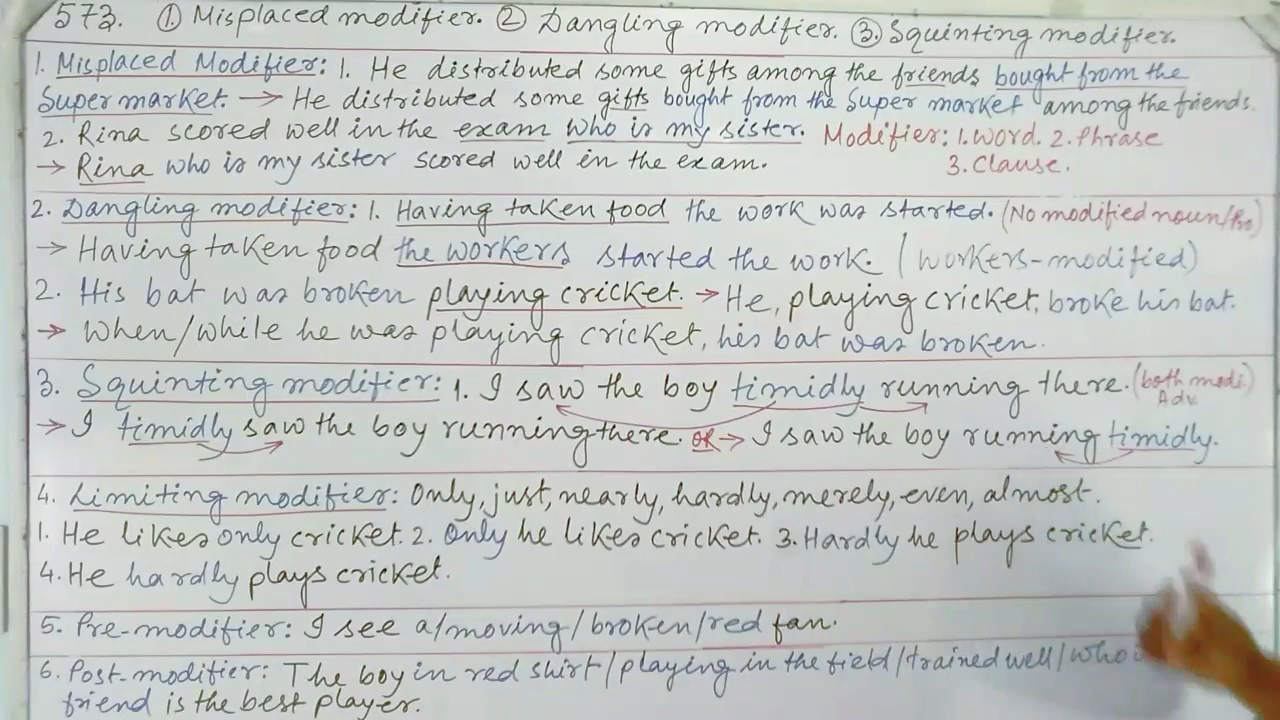 573. ① Misplaced modifier. ② Dangling modifier. ③ Squinting modifier.
1. Misplaced Modifier: 1. He distributed some gifts among the friends bought from the
Super market. → He distributed some gifts bought from the Super market among the friends.
2. Rina scored well in the exam who is my sister. Modifier: 1. Word. 2. Phrase
→ Rina who is my sister scored well in the exam. 3. Clause.
2. Dangling modifier: 1. Having taken food the work was started. (No modified noun/Pro)
→ Having taken food the workers started the work. (Workers-modified)
2. His bat was broken playing cricket. → He, playing cricket, broke his bat.
→ When/while he was playing cricket, his bat was broken.
3. Squinting modifier: 1. I saw the boy timidly running there. (both modi)
Adv.
→ I timidly saw the boy running there. OR → I saw the boy running timidly.
4. Limiting modifier: Only, just, nearly, hardly, merely, even, almost.
1. He likes only cricket. 2. Only he likes cricket. 3. Hardly he plays cricket.
4. He hardly plays cricket.
5. Pre-modifier: I see a/moving/broken/red fan.
6. Post-modifier: The boy in red shirt/playing in the field/trained well/who
friend is the best player.